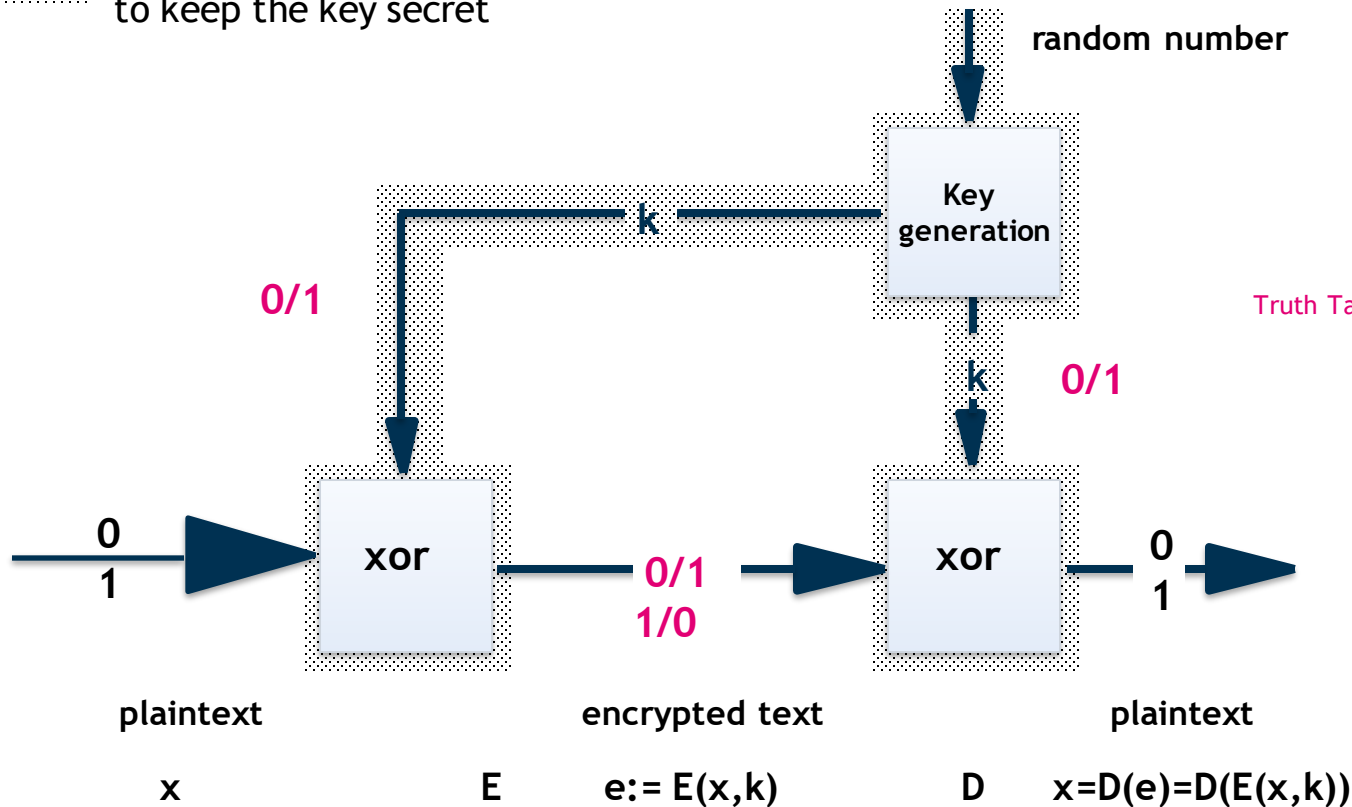 to keep the key secret
random number
Key
generation
k
0/1
Truth
k
0/1
0
1
xor
0/1
1/0
xor
0
1
plaintext
encrypted text
plaintext
x
E
e:= E(x,k)
D
x=D(e)=D(E(x,k))